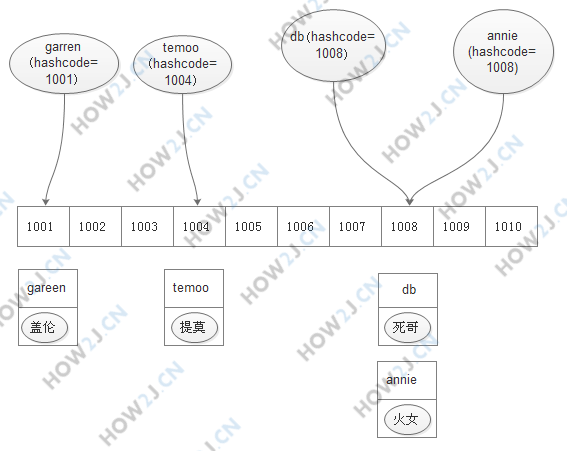 garren
(hashcode=
1001)
temoo
(hashcode=
1004)
db(hashcode=
1008)
annie
(hashcode=
1008)
1001 1002 1003 1004 1005 1006 1007 1008 1009 1010
gareen
盖伦
temoo
提莫
db
死哥
annie
火女
HOW2J.CN
HOW2J.CN
HOW2J.CN
HOW2J.CN
HOW2J.CN
HOW2J.CN
HOW2J.CN
HOW2J.CN
HOW2J.CN
HOW2J.CN
HOW2J.CN